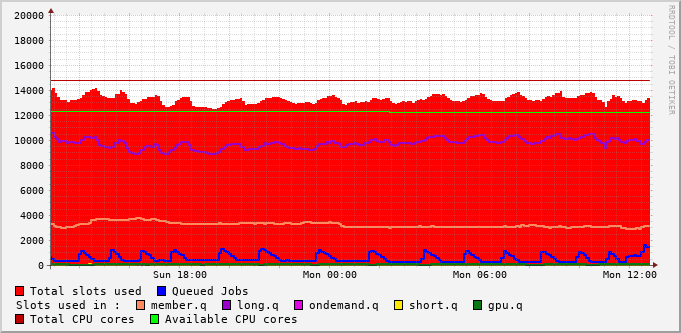 RRDTOOL / TOBI OETIKER
20000
18000
16000
14000
12000
10000
8000
6000
4000
2000
0
Sun 18:00 Mon 00:00 Mon 06:00 Mon 12:00
Total slots used Queued Jobs
Slots used in : member.q long.q ondemand.q short.q gpu.q
Total CPU cores Available CPU cores